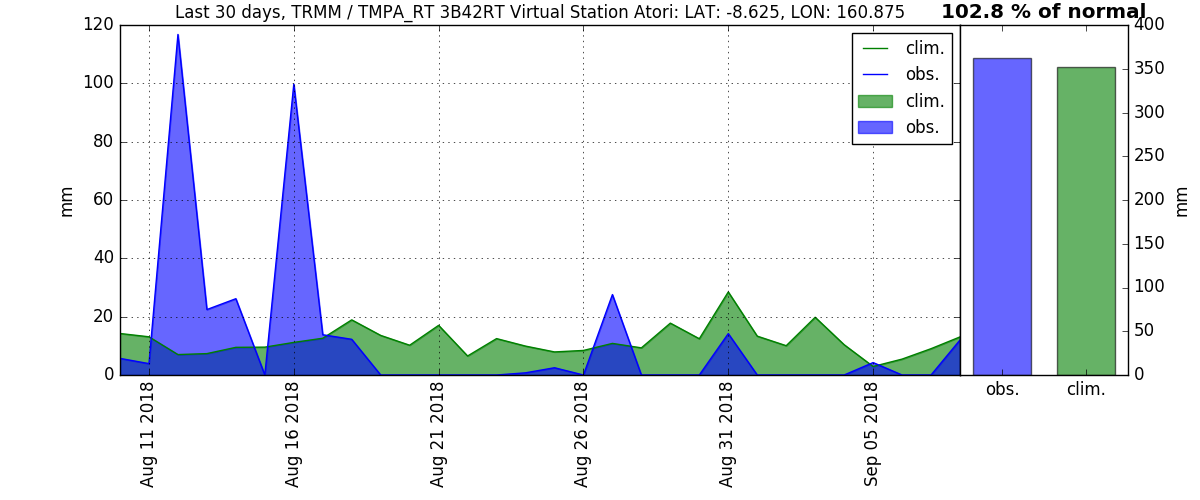 Last 30 days, TRMM / TMPA_RT 3B42RT Virtual Station Atori: LAT: -8.625, LON: 160.875
102.8 % of normal
120
100
80
60
40
20
0
mm
clim.
obs.
clim.
obs.
Aug 11 2018
Aug 16 2018
Aug 21 2018
Aug 26 2018
Aug 31 2018
Sep 05 2018
400
350
300
250
200
150
100
50
0
mm
obs.
clim.